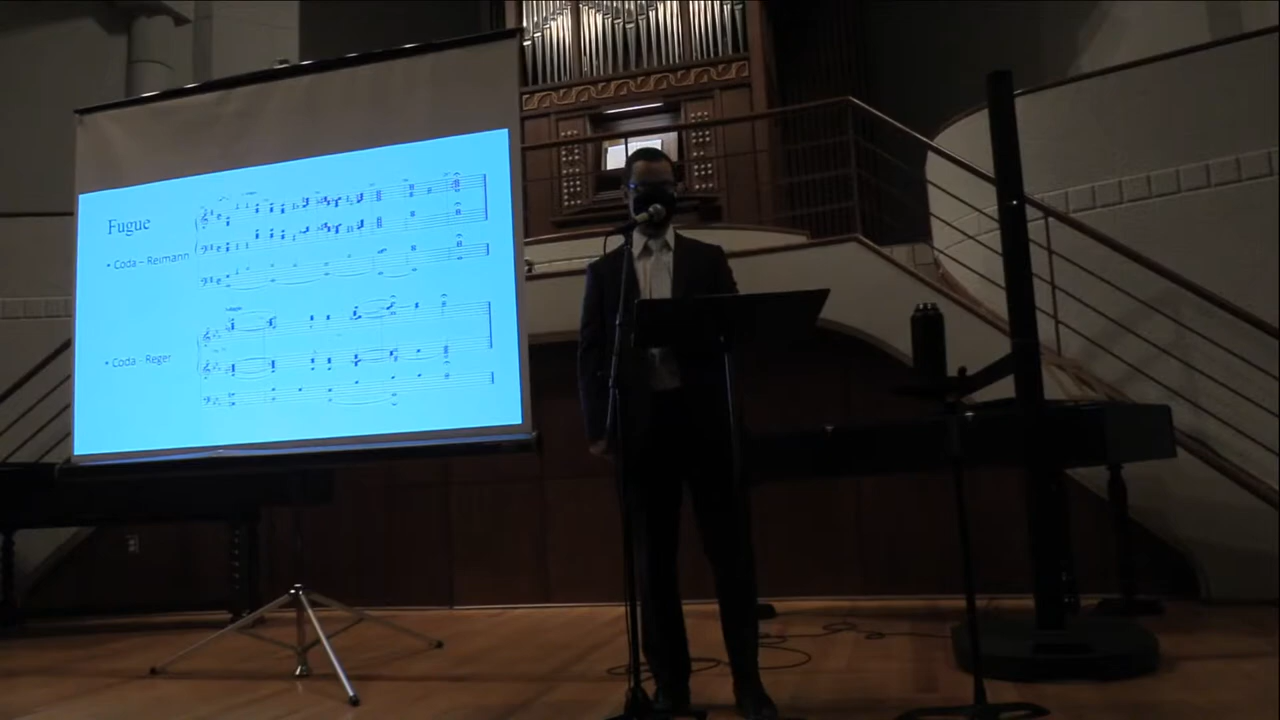 Fugue
• Coda – Reimann
• Coda - Reger